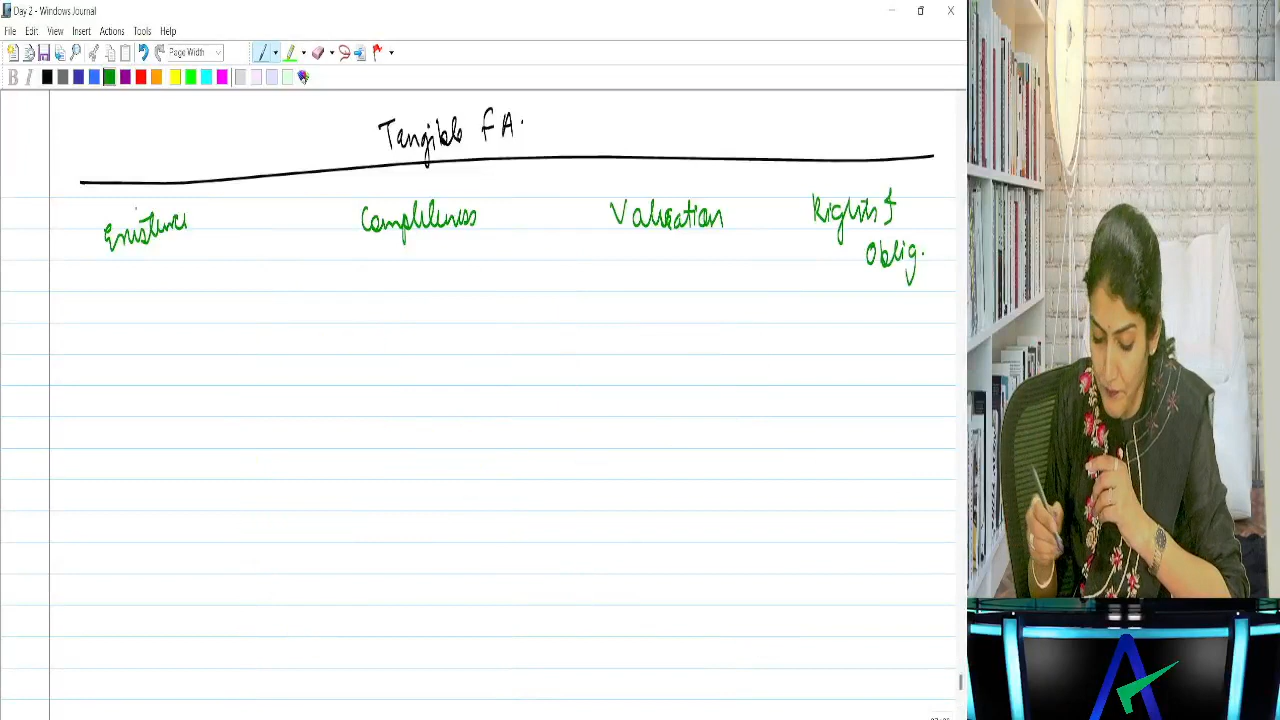 Day 2 - Windows Journal
File Edit View Insert Actions Tools Help
Page Width
B I
Tangible FA.
Existence Completeness Valuation Rights &
Oblig.